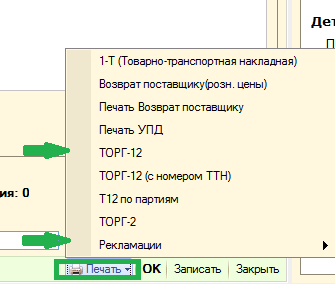 Дет
П
1-Т (Товарно-транспортная накладная)
Возврат поставщику(розн. цены)
Печать Возврат поставщику
Печать УПД
ТОРГ-12
ТОРГ-12 (с номером ТТН)
Т12 по партиям
ия: 0
ТОРГ-2
Рекламации
Печать ОК Записать Закрыть